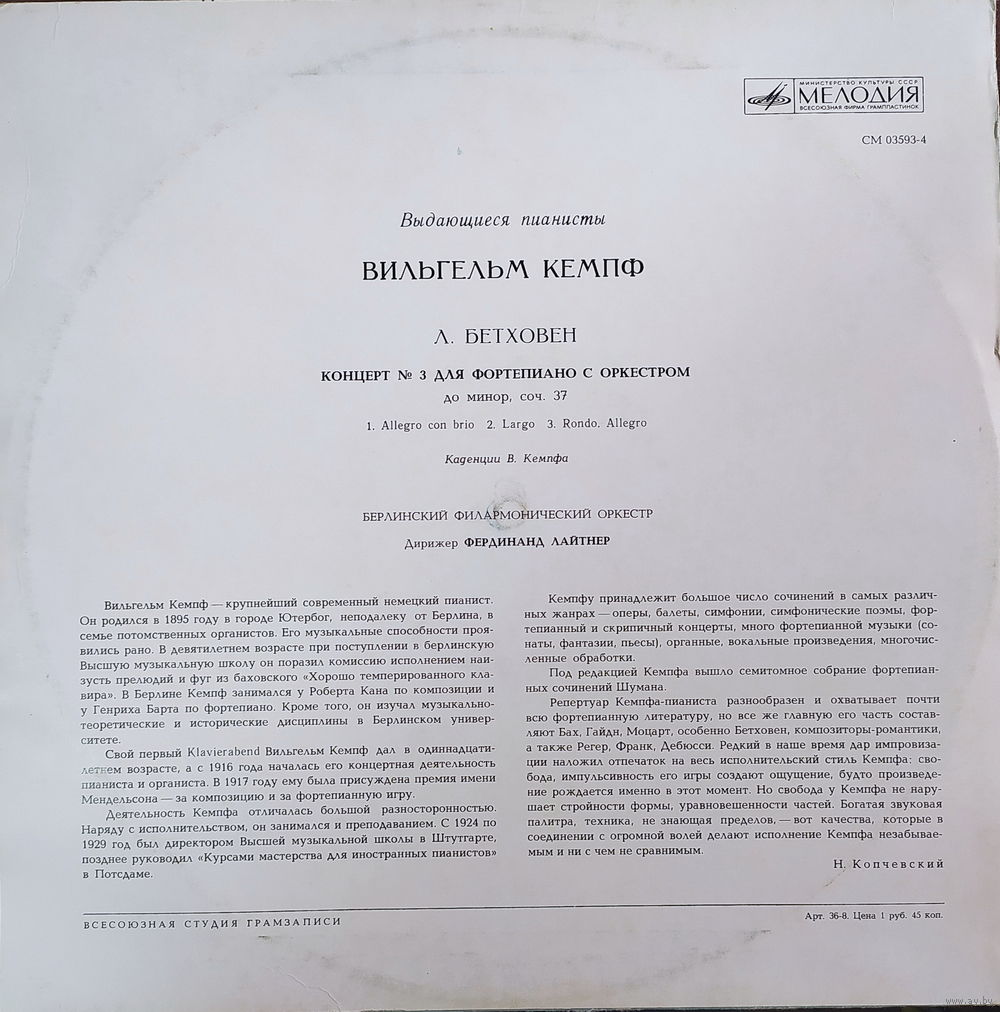 МИНИСТЕРСТВО КУЛЬТУРЫ СССР
МЕЛОДИЯ
ВСЕСОЮЗНАЯ ФИРМА ГРАМПЛАСТИНОК
СМ 03593-4
Выдающиеся пианисты
ВИЛЬГЕЛЬМ КЕМПФ
Л. БЕТХОВЕН
КОНЦЕРТ № 3 ДЛЯ ФОРТЕПИАНО С ОРКЕСТРОМ
до минор, соч. 37
1. Allegro con brio 2. Largo 3. Rondo. Allegro
Каденции В. Кемпфа
БЕРЛИНСКИЙ ФИЛАРМОНИЧЕСКИЙ ОРКЕСТР
Дирижер ФЕРДИНАНД ЛАЙТНЕР
Вильгельм Кемпф — крупнейший современный немецкий пианист.
Он родился в 1895 году в городе Ютербог, неподалеку от Берлина, в
семье потомственных органистов. Его музыкальные способности проя-
вились рано. В девятилетнем возрасте при поступлении в берлинскую
Высшую музыкальную школу он поразил комиссию исполнением наи-
зусть прелюдий и фуг из баховского «Хорошо темперированного кла-
вира». В Берлине Кемпф занимался у Роберта Кана по композиции и
у Генриха Барта по фортепиано. Кроме того, он изучал музыкально-
теоретические и исторические дисциплины в Берлинском универ-
ситете.
Свой первый Klavierabend Вильгельм Кемпф дал в одиннадцати-
летнем возрасте, а с 1916 года началась его концертная деятельность
пианиста и органиста. В 1917 году ему была присуждена премия имени
Мендельсона — за композицию и за фортепианную игру.
Деятельность Кемпфа отличалась большой разносторонностью.
Наряду с исполнительством, он занимался и преподаванием. С 1924 по
1929 год был директором Высшей музыкальной школы в Штутгарте,
позднее руководил «Курсами мастерства для иностранных пианистов»
в Потсдаме.
Кемпфу принадлежит большое число сочинений в самых различ-
ных жанрах — оперы, балеты, симфонии, симфонические поэмы, фор-
тепианный и скрипичный концерты, много фортепианной музыки (со-
наты, фантазии, пьесы), органные, вокальные произведения, многочис-
ленные обработки.
Под редакцией Кемпфа вышло семитомное собрание фортепиан-
ных сочинений Шумана.
Репертуар Кемпфа-пианиста разнообразен и охватывает почти
всю фортепианную литературу, но все же главную его часть состав-
ляют Бах, Гайдн, Моцарт, особенно Бетховен, композиторы-романтики,
а также Регер, Франк, Дебюсси. Редкий в наше время дар импровиза-
ции наложил отпечаток на весь исполнительский стиль Кемпфа: сво-
бода, импульсивность его игры создают ощущение, будто произведе-
ние рождается именно в этот момент. Но свобода у Кемпфа не нару-
шает стройности формы, уравновешенности частей. Богатая звуковая
палитра, техника, не знающая пределов, — вот качества, которые в
соединении с огромной волей делают исполнение Кемпфа незабывае-
мым и ни с чем не сравнимым.
Н. Копчевский
ВСЕСОЮЗНАЯ СТУДИЯ ГРАМЗАПИСИ
Арт. 36-8. Цена 1 руб. 45 коп.
www.ay.by